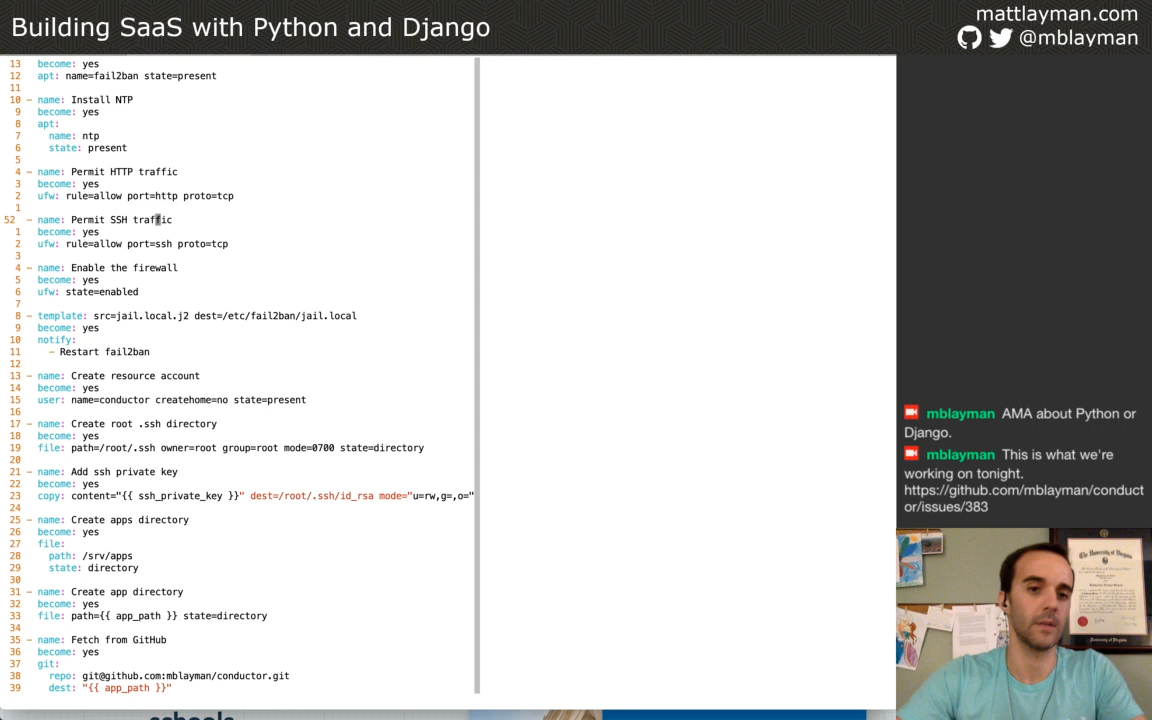 Building SaaS with Python and Django
mattlayman.com
@mblayman
13 become: yes
12 apt: name=fail2ban state=present
11
10 - name: Install NTP
9 become: yes
8 apt:
7 name: ntp
6 state: present
5
4 - name: Permit HTTP traffic
3 become: yes
2 ufw: rule=allow port=http proto=tcp
1
52 - name: Permit SSH traffic
1 become: yes
2 ufw: rule=allow port=ssh proto=tcp
3
4 - name: Enable the firewall
5 become: yes
6 ufw: state=enabled
7
8 - template: src=jail.local.j2 dest=/etc/fail2ban/jail.local
9 become: yes
10 notify:
11 - Restart fail2ban
12
13 - name: Create resource account
14 become: yes
15 user: name=conductor createhome=no state=present
16
17 - name: Create root .ssh directory
18 become: yes
19 file: path=/root/.ssh owner=root group=root mode=0700 state=directory
20
21 - name: Add ssh private key
22 become: yes
23 copy: content="{{ ssh_private_key }}" dest=/root/.ssh/id_rsa mode="u=rw,g=,o="
24
25 - name: Create apps directory
26 become: yes
27 file:
28 path: /srv/apps
29 state: directory
30
31 - name: Create app directory
32 become: yes
33 file: path={{ app_path }} state=directory
34
35 - name: Fetch from GitHub
36 become: yes
37 git:
38 repo: git@github.com:mblayman/conductor.git
39 dest: "{{ app_path }}"
mblayman AMA about Python or
Django.
mblayman This is what we're
working on tonight.
https://github.com/mblayman/conduct
or/issues/383
The University of Virginia
schools